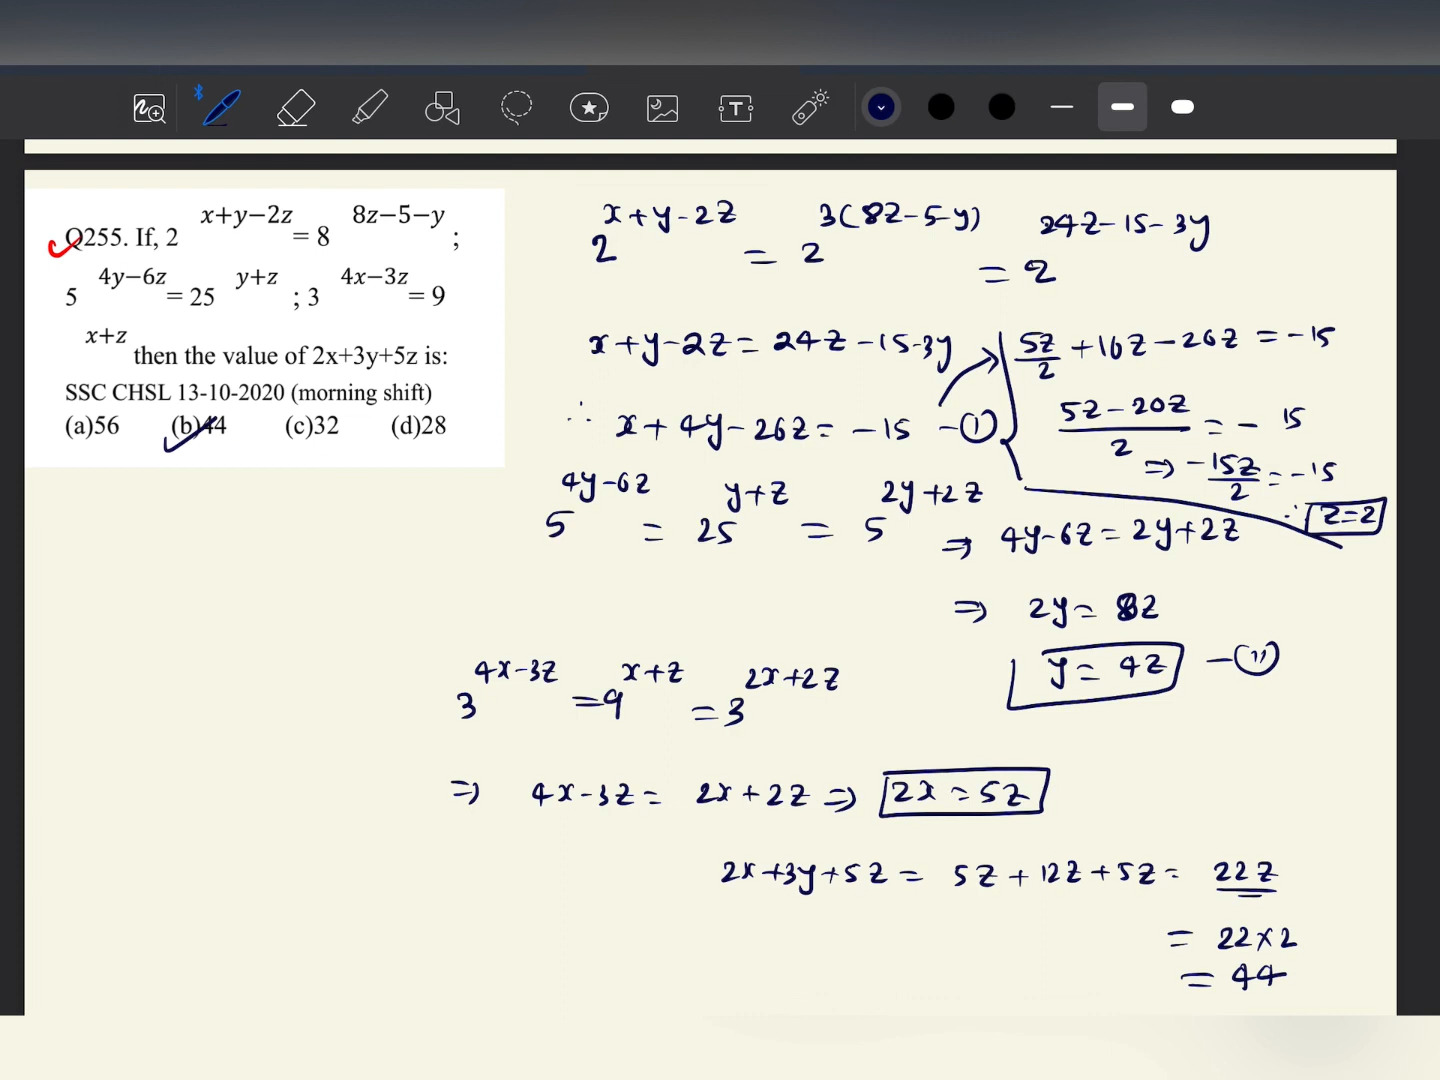 Q255. If, 2^{x+y−2z} = 8^{8z−5−y} ;
5^{4y−6z} = 25^{y+z} ; 3^{4x−3z} = 9
^{x+z} then the value of 2x+3y+5z is:
SSC CHSL 13-10-2020 (morning shift)
(a)56 (b)44 (c)32 (d)28
2^{x+y-2z} = 2^{3(8z-5-y)} = 2^{24z-15-3y}
x+y-2z = 24z-15-3y
∴ x+4y-26z = -15 -(1)
5z/2 + 16z - 26z = -15
(5z-20z)/2 = -15
⇒ -15z/2 = -15
∴ z=2
5^{4y-6z} = 25^{y+z} = 5^{2y+2z} ⇒ 4y-6z = 2y+2z
⇒ 2y = 8z
y = 4z -(11)
3^{4x-3z} = 9^{x+z} = 3^{2x+2z}
⇒ 4x-3z = 2x+2z ⇒ 2x = 5z
2x+3y+5z = 5z+12z+5z = 22z
= 22×2
= 44